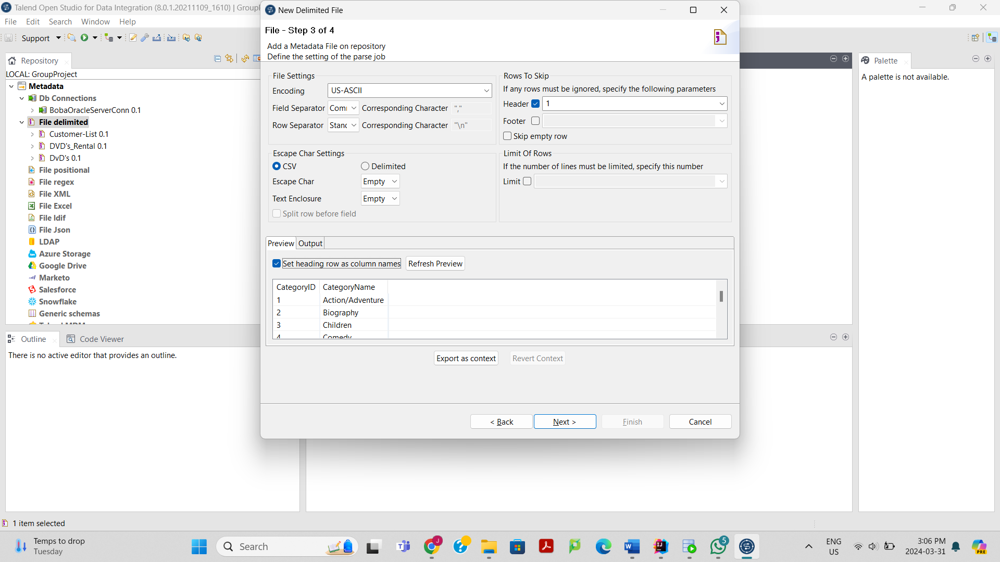 Talend Open Studio for Data Integration (8.0.1.20211109_1610) | GroupP
File Edit Search Window Help
Support
Repository
LOCAL: GroupProject
Metadata
Db Connections
BobaOracleServerConn 0.1
File delimited
Customer-List 0.1
DVD's_Rental 0.1
DvD's 0.1
File positional
File regex
File XML
File Excel
File ldif
File Json
LDAP
Azure Storage
Google Drive
Marketo
Salesforce
Snowflake
Generic schemas
Outline
Code Viewer
There is no active editor that provides an outline.
1 item selected
New Delimited File
File - Step 3 of 4
Add a Metadata File on repository
Define the setting of the parse job
File Settings
Encoding US-ASCII
Field Separator Com Corresponding Character ","
Row Separator Stanc Corresponding Character "\n"
Rows To Skip
If any rows must be ignored, specify the following parameters
Header 1
Footer
Skip empty row
Escape Char Settings
CSV Delimited
Escape Char Empty
Text Enclosure Empty
Split row before field
Limit Of Rows
If the number of lines must be limited, specify this number
Limit
Preview Output
Set heading row as column names Refresh Preview
CategoryID CategoryName
1 Action/Adventure
2 Biography
3 Children
4 Comedy
Export as context Revert Context
< Back Next > Finish Cancel
Palette
A palette is not available.
Temps to drop
Tuesday
Search
J
5
ENG
US
3:06 PM
2024-03-31
PRE